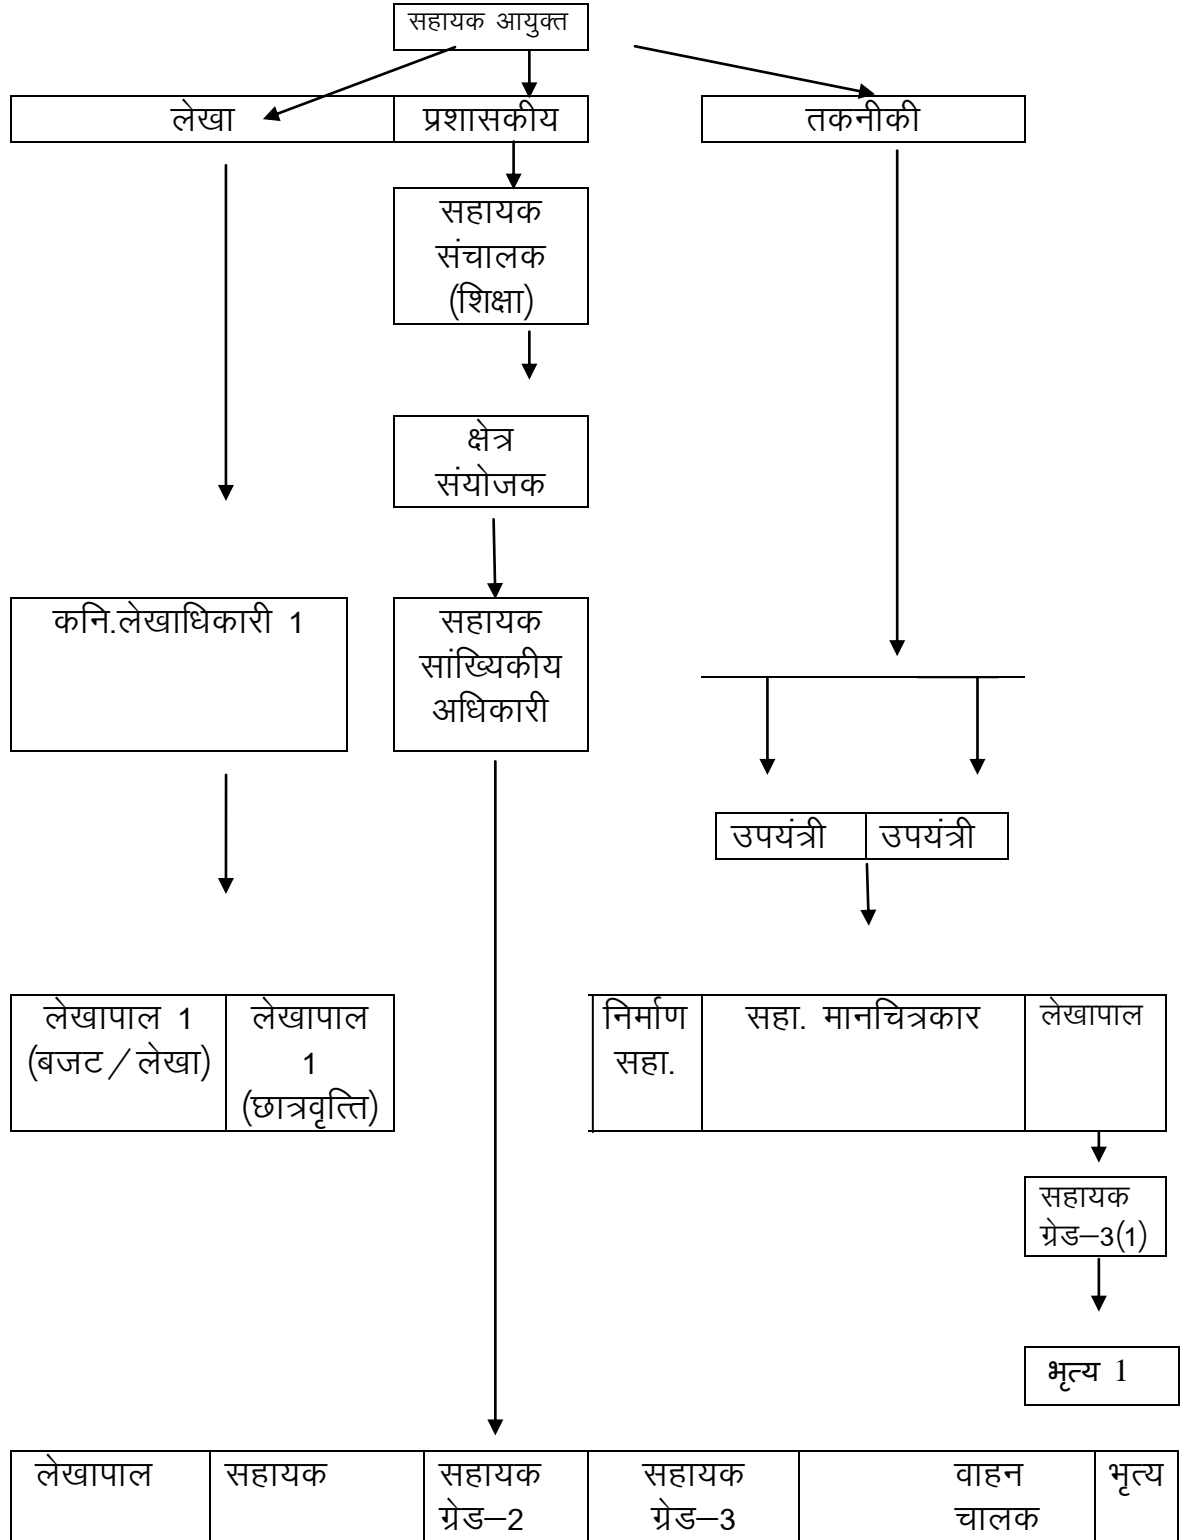 सहायक आयुक्त
लेखा प्रशासकीय तकनीकी
सहायक
संचालक
(शिक्षा)
क्षेत्र
संयोजक
कनि.लेखाधिकारी 1
सहायक
सांख्यिकीय
अधिकारी
उपयंत्री उपयंत्री
लेखापाल 1
(बजट / लेखा)
लेखापाल
1
(छात्रवृत्ति)
निर्माण
सहा.
सहा. मानचित्रकार
लेखापाल
सहायक
ग्रेड–3(1)
भृत्य 1
लेखापाल
सहायक
सहायक
ग्रेड–2
सहायक
ग्रेड–3
वाहन
चालक
भृत्य